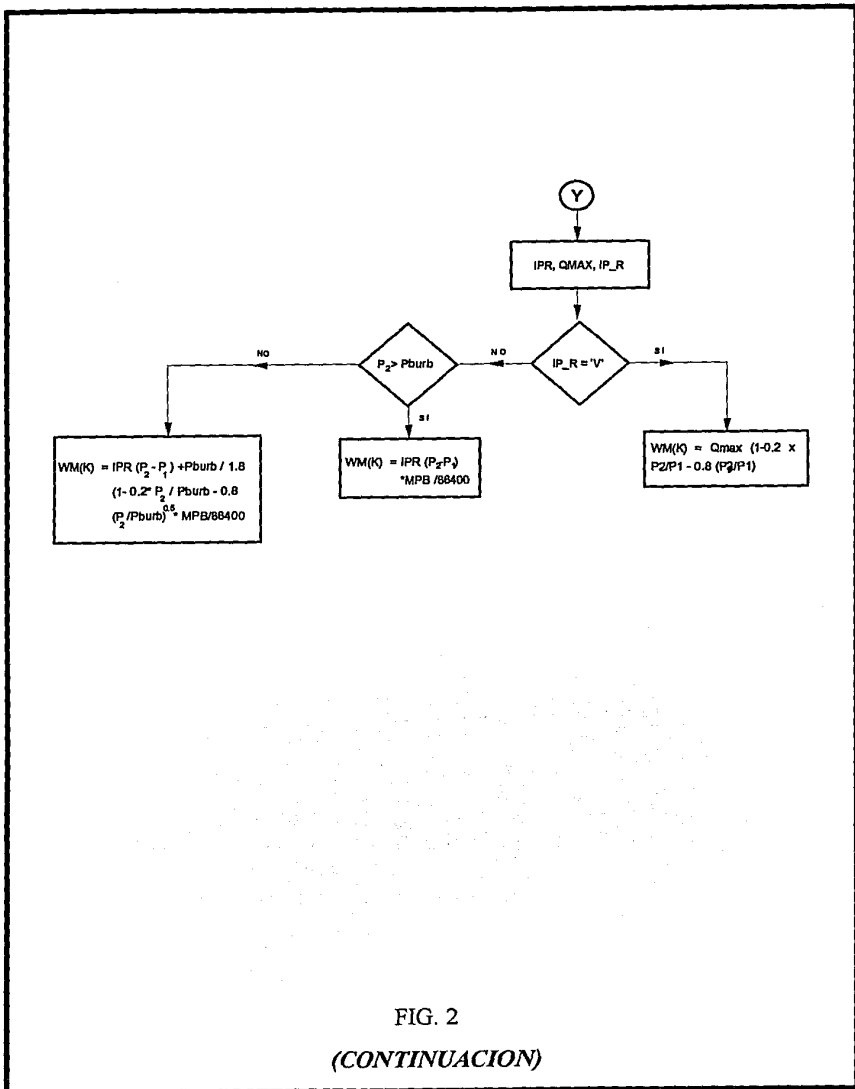 Y
IPR, QMAX, IP_R
IP_R = 'V'
NO
SI
P2> Pburb
NO
SI
WM(K) = IPR (P2 - P1) +Pburb / 1.8
(1- 0.2* P2 / Pburb - 0.8
(P2/Pburb)^0.5* MPB/86400
WM(K) = IPR (P2-P1)
*MPB /86400
WM(K) = Qmax (1-0.2 x
P2/P1 - 0.8 (P2/P1)
FIG. 2
(CONTINUACION)